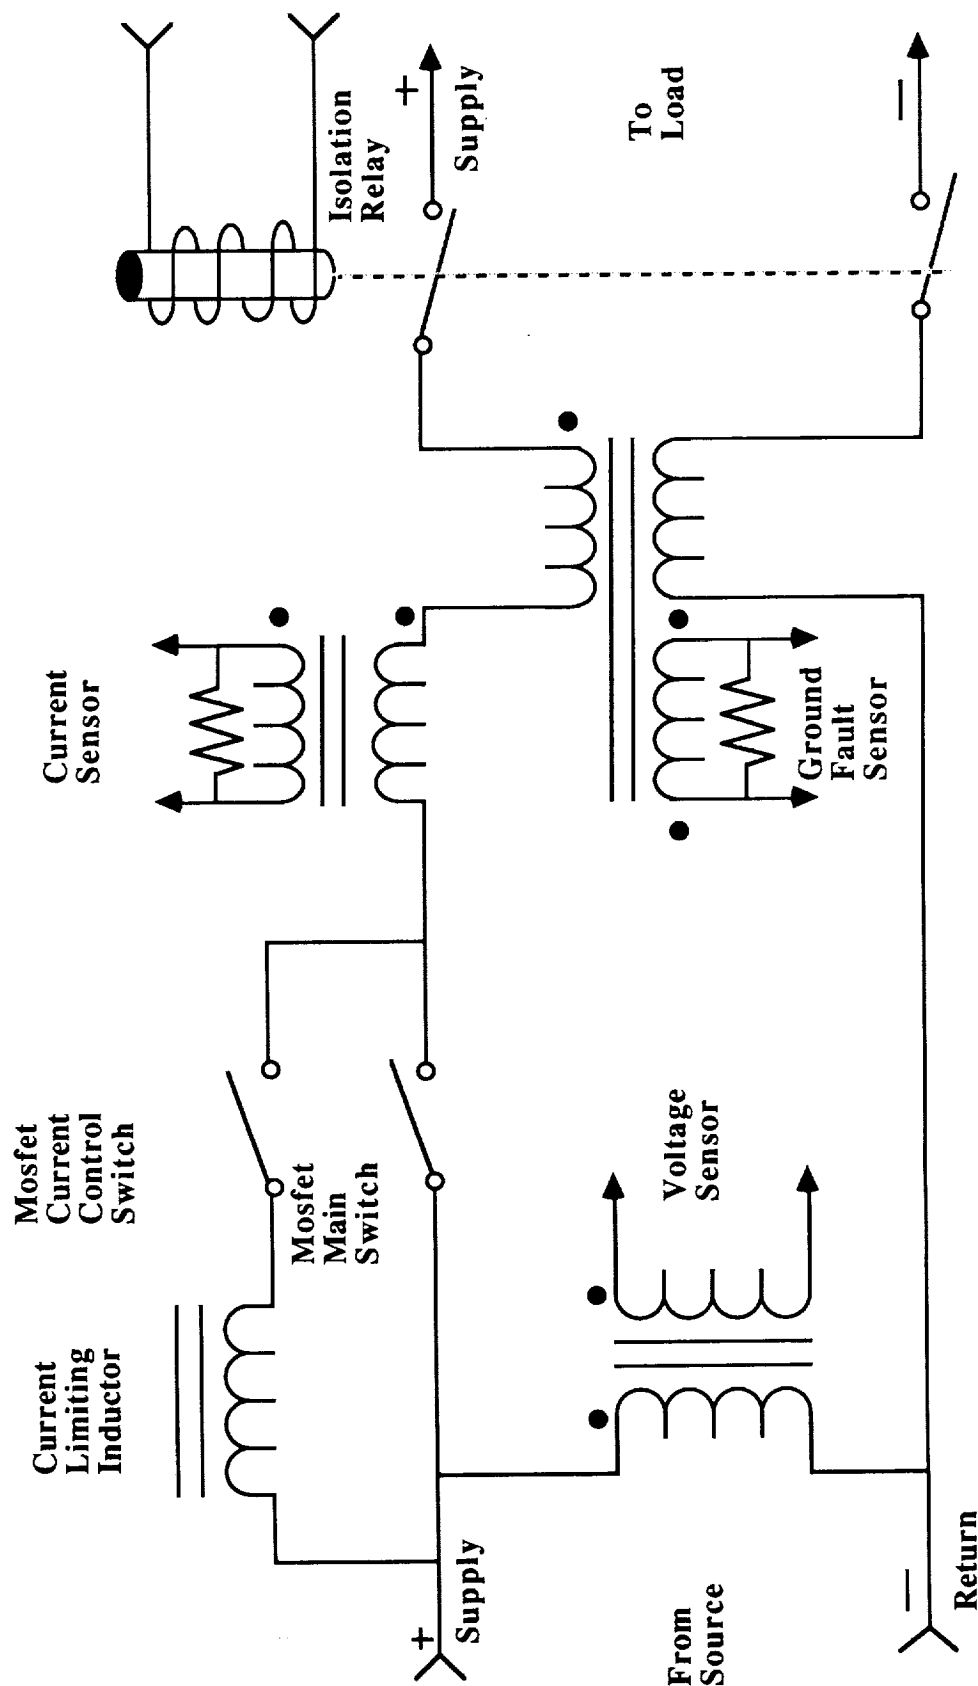 Current
Limiting
Inductor
Mosfet
Current
Control
Switch
Current
Sensor
Isolation
Relay
Mosfet
Main
Switch
+
Supply
+
Supply
From
Source
Voltage
Sensor
Ground
Fault
Sensor
To
Load
—
Return
—